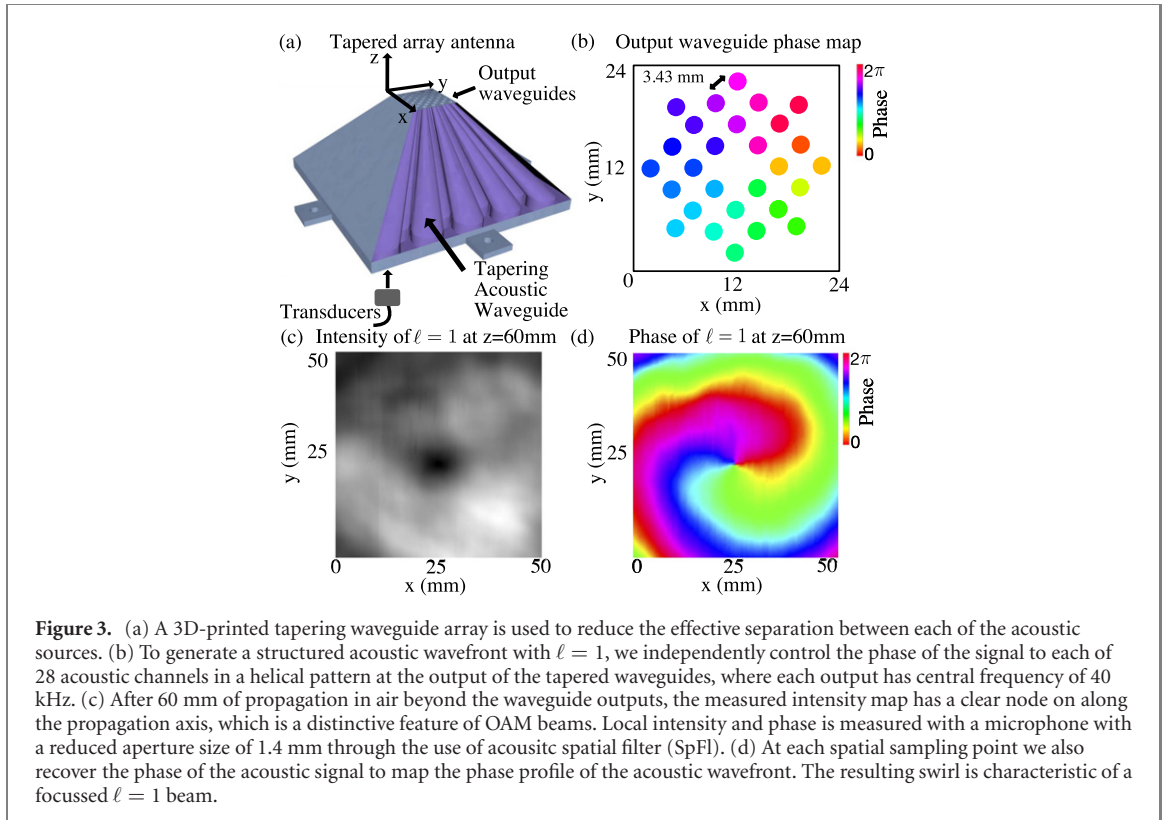 (a) Tapered array antenna
z
y
x
Output
waveguides
Tapering
Acoustic
Waveguide
Transducers
(b) Output waveguide phase map
24
12
0
y (mm)
3.43 mm
12
24
x (mm)
2π
0
Phase
(c) Intensity of ℓ = 1 at z=60mm
50
25
y (mm)
0 25 50
x (mm)
(d) Phase of ℓ = 1 at z=60mm
50
25
y (mm)
0 25 50
x (mm)
2π
0
Phase
Figure 3. (a) A 3D-printed tapering waveguide array is used to reduce the effective separation between each of the acoustic
sources. (b) To generate a structured acoustic wavefront with ℓ = 1, we independently control the phase of the signal to each of
28 acoustic channels in a helical pattern at the output of the tapered waveguides, where each output has central frequency of 40
kHz. (c) After 60 mm of propagation in air beyond the waveguide outputs, the measured intensity map has a clear node on along
the propagation axis, which is a distinctive feature of OAM beams. Local intensity and phase is measured with a microphone with
a reduced aperture size of 1.4 mm through the use of acousitc spatial filter (SpFl). (d) At each spatial sampling point we also
recover the phase of the acoustic signal to map the phase profile of the acoustic wavefront. The resulting swirl is characteristic of a
focussed ℓ = 1 beam.